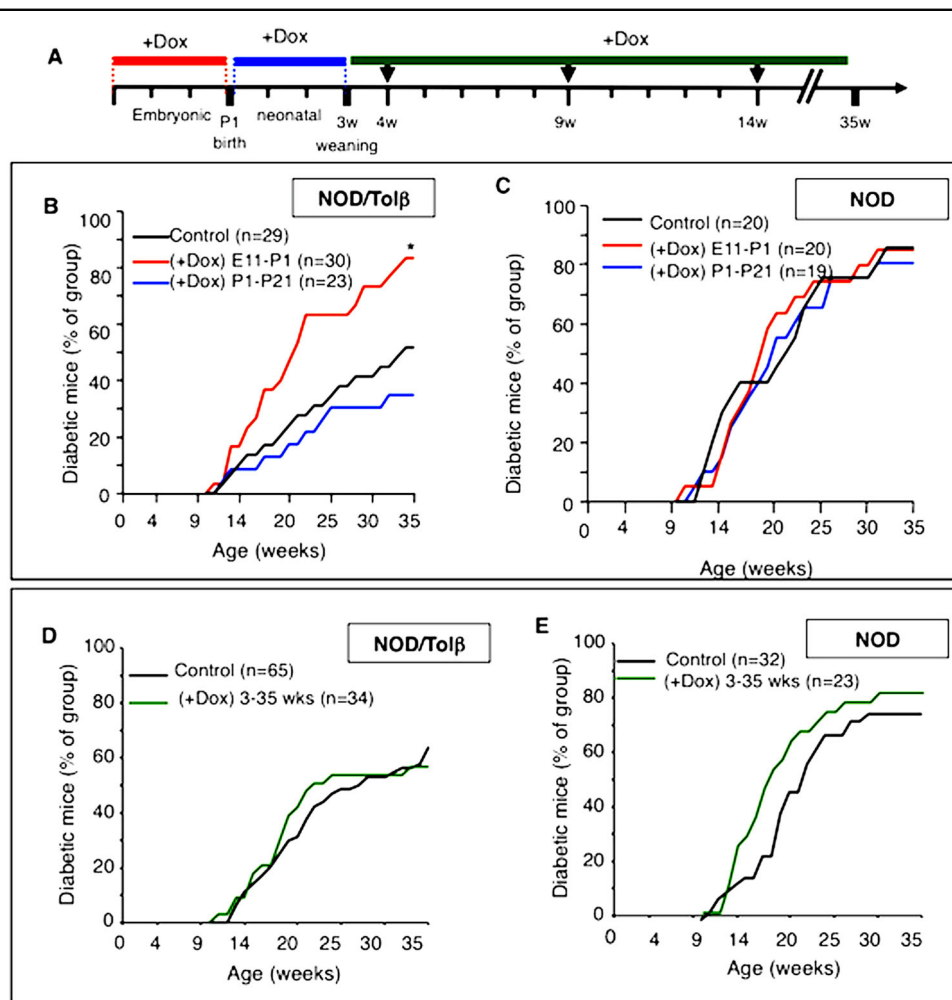 A
+Dox
+Dox
+Dox
Embryonic
P1
birth
neonatal
3w
weaning
4w
9w
14w
35w
B
NOD/Tolβ
100
80
60
40
20
0
Diabetic mice (% of group)
Control (n=29)
(+Dox) E11-P1 (n=30)
(+Dox) P1-P21 (n=23)
*
0 4 9 14 20 25 30 35
Age (weeks)
C
NOD
100
80
60
40
20
0
Diabetic mice (% of group)
Control (n=20)
(+Dox) E11-P1 (n=20)
(+Dox) P1-P21 (n=19)
0 4 9 14 20 25 30 35
Age (weeks)
D
NOD/Tolβ
100
80
60
40
20
0
Diabetic mice (% of group)
Control (n=65)
(+Dox) 3-35 wks (n=34)
0 4 9 14 20 25 30 35
Age (weeks)
E
NOD
100
80
60
40
20
0
Diabetic mice (% of group)
Control (n=32)
(+Dox) 3-35 wks (n=23)
0 4 9 14 20 25 30 35
Age (weeks)